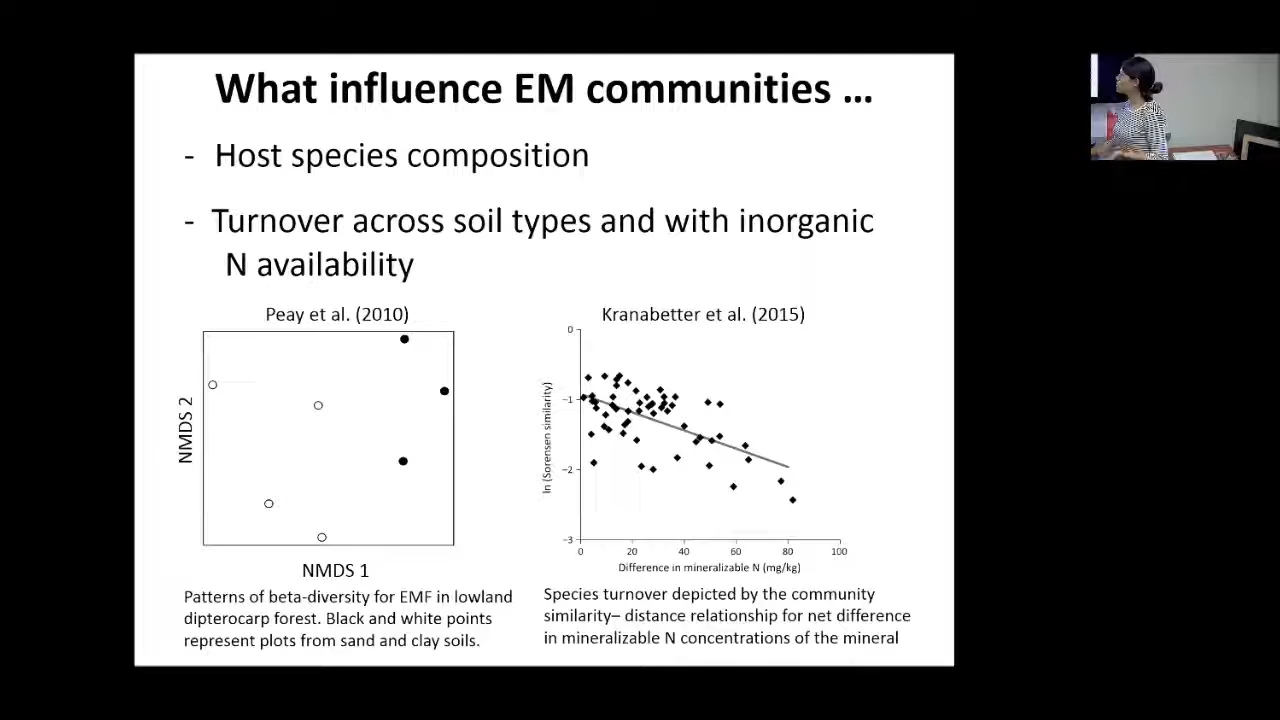 What influence EM communities ...
- Host species composition
- Turnover across soil types and with inorganic
N availability
Peay et al. (2010)
NMDS 2
NMDS 1
Patterns of beta-diversity for EMF in lowland
dipterocarp forest. Black and white points
represent plots from sand and clay soils.
Kranabetter et al. (2015)
ln (Sorensen similarity)
0
−1
−2
−3
0 20 40 60 80 100
Difference in mineralizable N (mg/kg)
Species turnover depicted by the community
similarity– distance relationship for net difference
in mineralizable N concentrations of the mineral